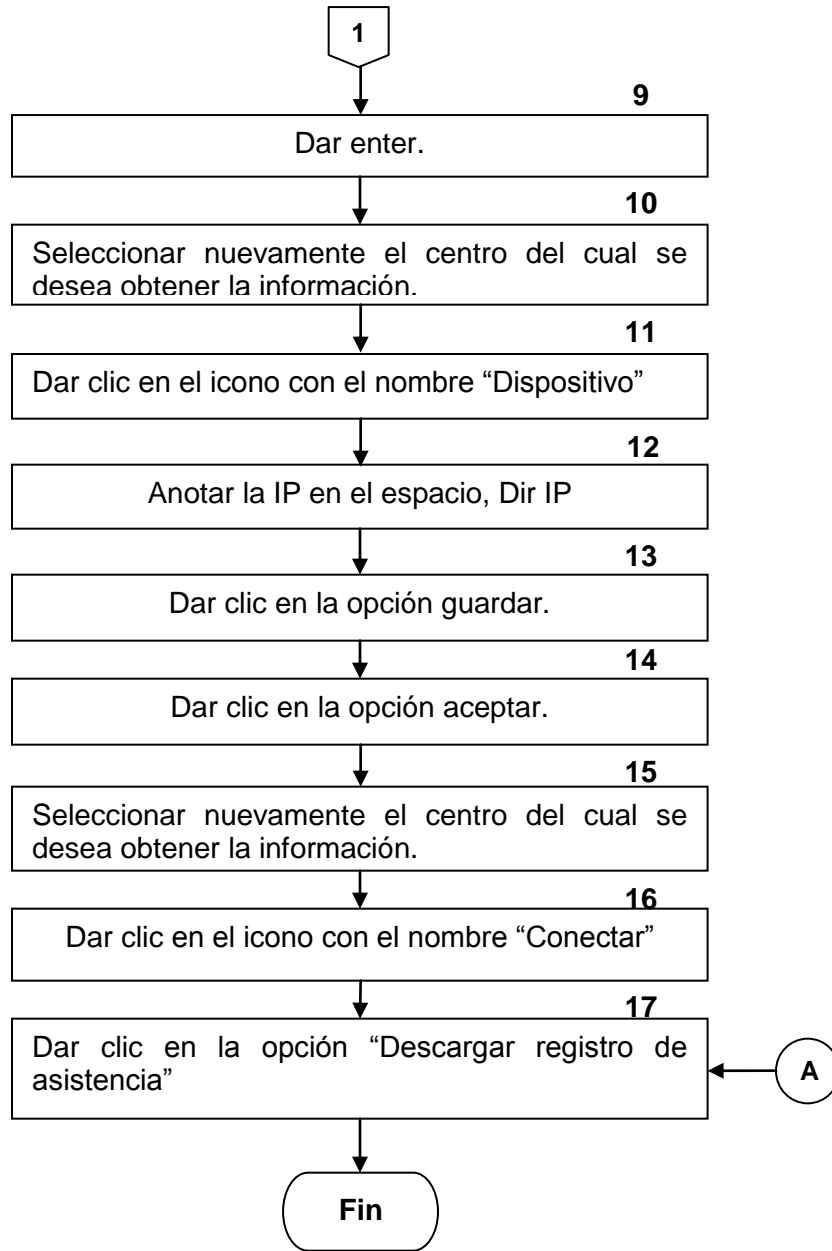 1
9
Dar enter.
10
Seleccionar nuevamente el centro del cual se
desea obtener la información.
11
Dar clic en el icono con el nombre “Dispositivo”
12
Anotar la IP en el espacio, Dir IP
13
Dar clic en la opción guardar.
14
Dar clic en la opción aceptar.
15
Seleccionar nuevamente el centro del cual se
desea obtener la información.
16
Dar clic en el icono con el nombre “Conectar”
17
Dar clic en la opción “Descargar registro de
asistencia”
A
Fin